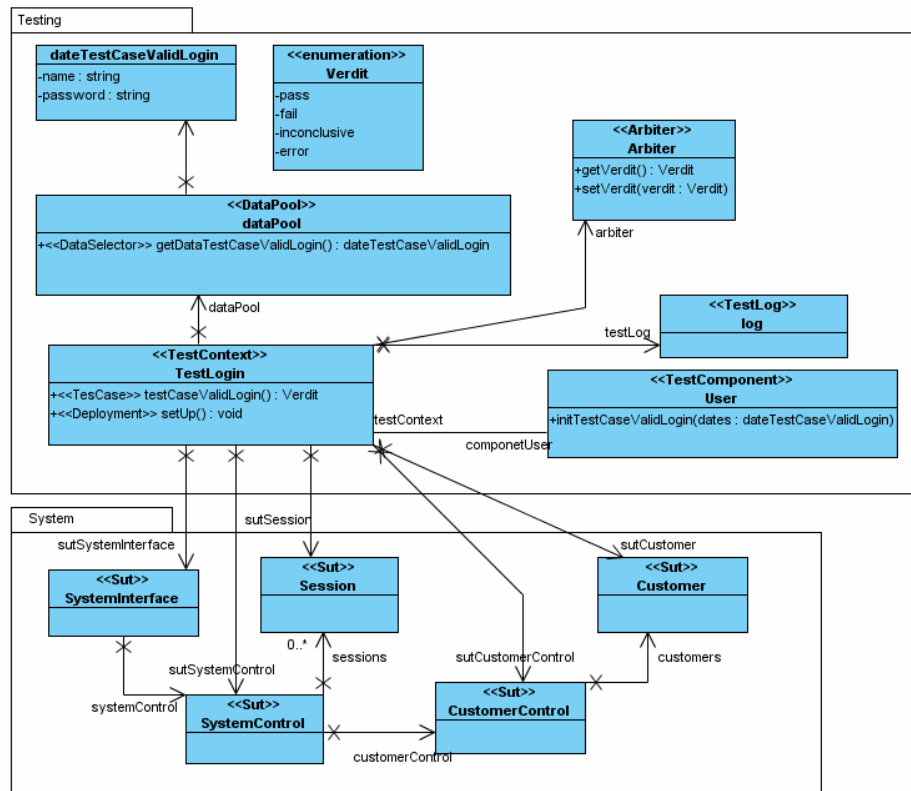 Testing
dateTestCaseValidLogin
-name : string
-password : string
<<enumeration>>
Verdit
-pass
-fail
-inconclusive
-error
<<Arbiter>>
Arbiter
+getVerdit() : Verdit
+setVerdit(verdit : Verdit)
<<DataPool>>
dataPool
+<<DataSelector>> getDataTestCaseValidLogin() : dateTestCaseValidLogin
arbiter
dataPool
<<TestLog>>
log
testLog
<<TestContext>>
TestLogin
+<<TesCase>> testCaseValidLogin() : Verdit
+<<Deployment>> setUp() : void
<<TestComponent>>
User
+initTestCaseValidLogin(dates : dateTestCaseValidLogin)
testContext
componetUser
System
sutSession
sutSystemInterface
sutCustomer
<<Sut>>
SystemInterface
<<Sut>>
Session
<<Sut>>
Customer
0..*
sessions
sutCustomerControl
customers
sutSystemControl
systemControl
<<Sut>>
SystemControl
<<Sut>>
CustomerControl
customerControl